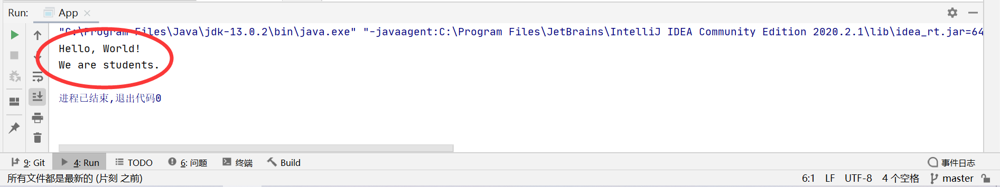 Run: App
"C:\Program Files\Java\jdk-13.0.2\bin\java.exe" "-javaagent:C:\Program Files\JetBrains\IntelliJ IDEA Community Edition 2020.2.1\lib\idea_rt.jar=64
Hello, World!
We are students.
进程已结束,退出代码0
9: Git 4: Run TODO 6: 问题 终端 Build 事件日志
所有文件都是最新的 (片刻 之前) 6:1 LF UTF-8 4 个空格 master